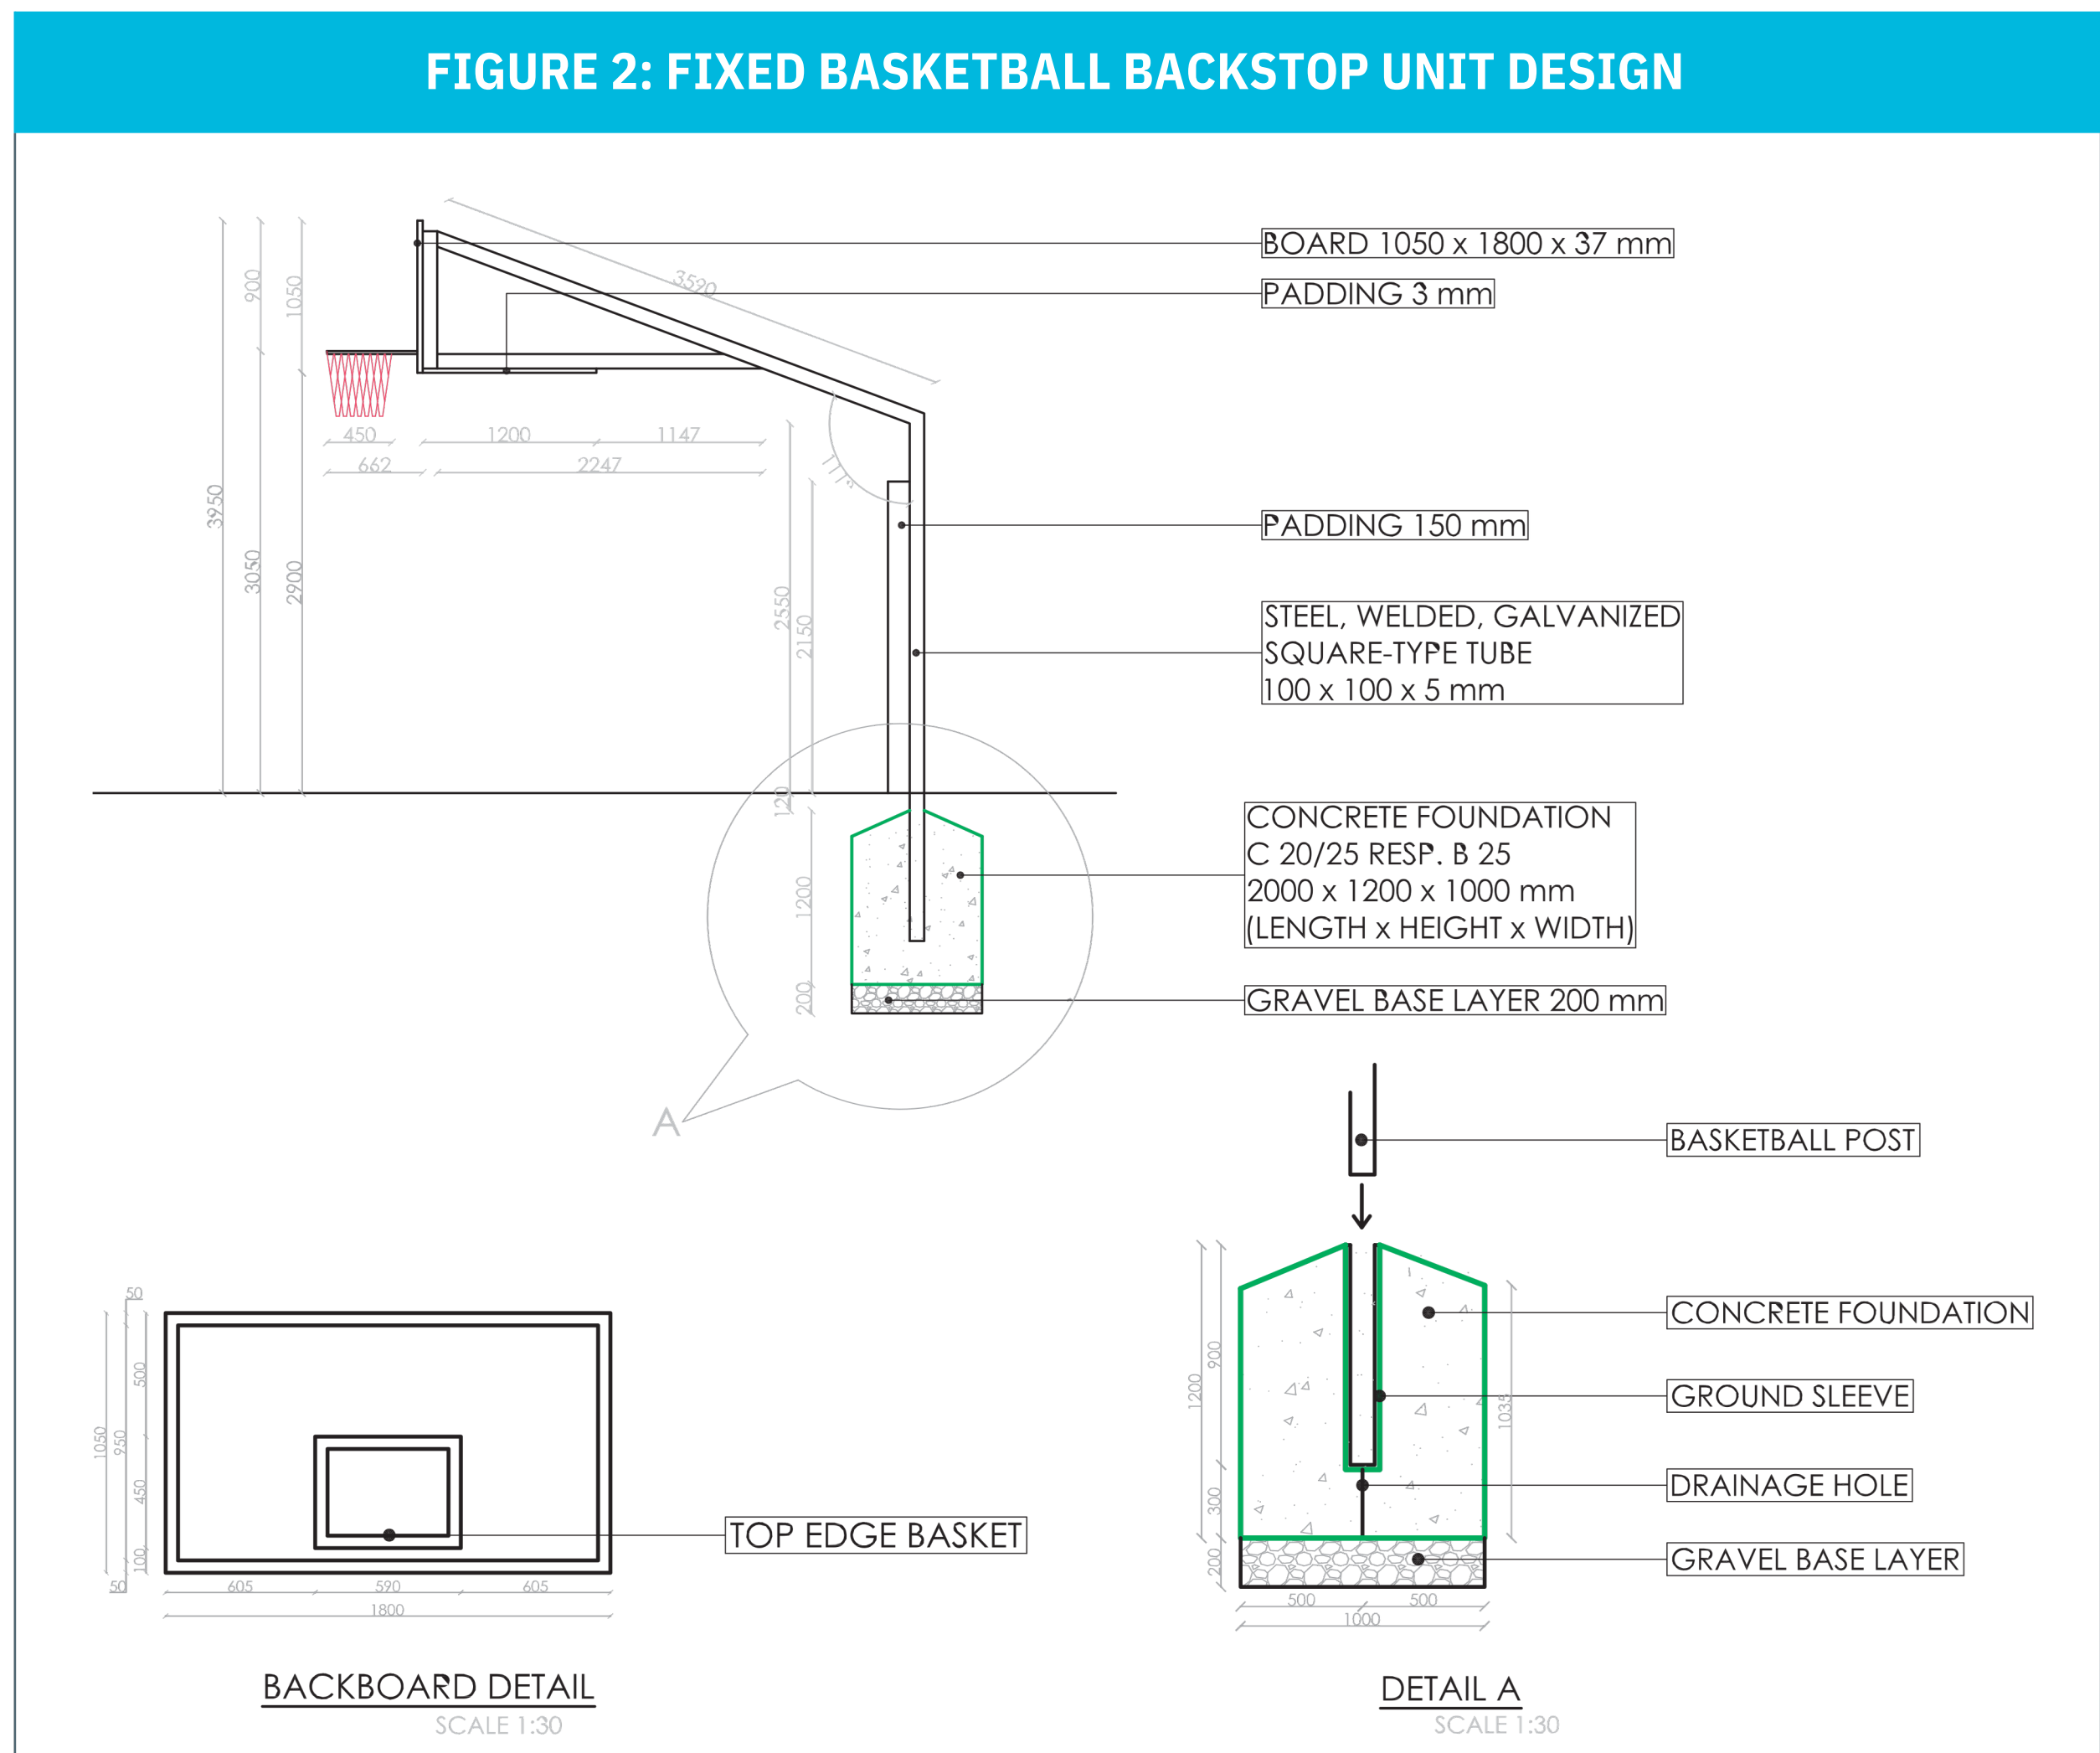 FIGURE 2: FIXED BASKETBALL BACKSTOP UNIT DESIGN
BOARD 1050 x 1800 x 37 mm
PADDING 3 mm
3590
900
1050
450
1200
1147
662
2247
111°
3950
3050
2900
2550
2150
PADDING 150 mm
STEEL, WELDED, GALVANIZED
SQUARE-TYPE TUBE
100 x 100 x 5 mm
120
1200
200
CONCRETE FOUNDATION
C 20/25 RESP. B 25
2000 x 1200 x 1000 mm
(LENGTH x HEIGHT x WIDTH)
GRAVEL BASE LAYER 200 mm
A
50
1050
950
500
450
100
50
605
590
605
1800
TOP EDGE BASKET
BACKBOARD DETAIL
SCALE 1:30
BASKETBALL POST
CONCRETE FOUNDATION
GROUND SLEEVE
DRAINAGE HOLE
GRAVEL BASE LAYER
1200
900
300
200
1035
500
500
1000
DETAIL A
SCALE 1:30